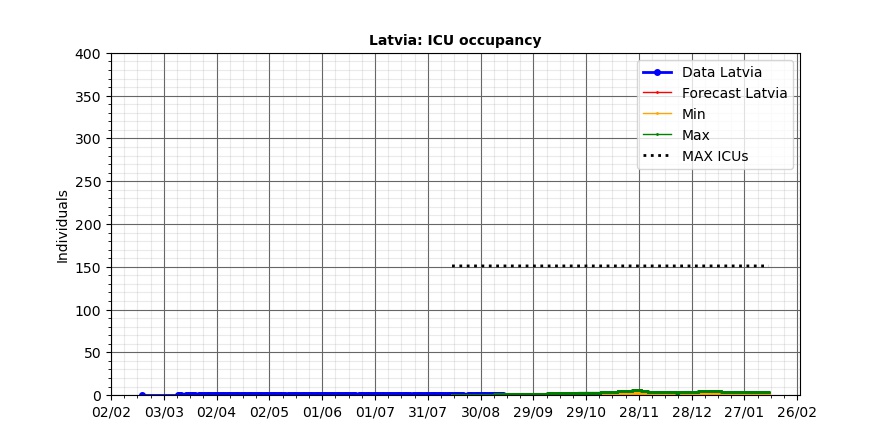 Latvia: ICU occupancy
Individuals
400
350
300
250
200
150
100
50
0
Data Latvia
Forecast Latvia
Min
Max
MAX ICUs
02/02 03/03 02/04 02/05 01/06 01/07 31/07 30/08 29/09 29/10 28/11 28/12 27/01 26/02